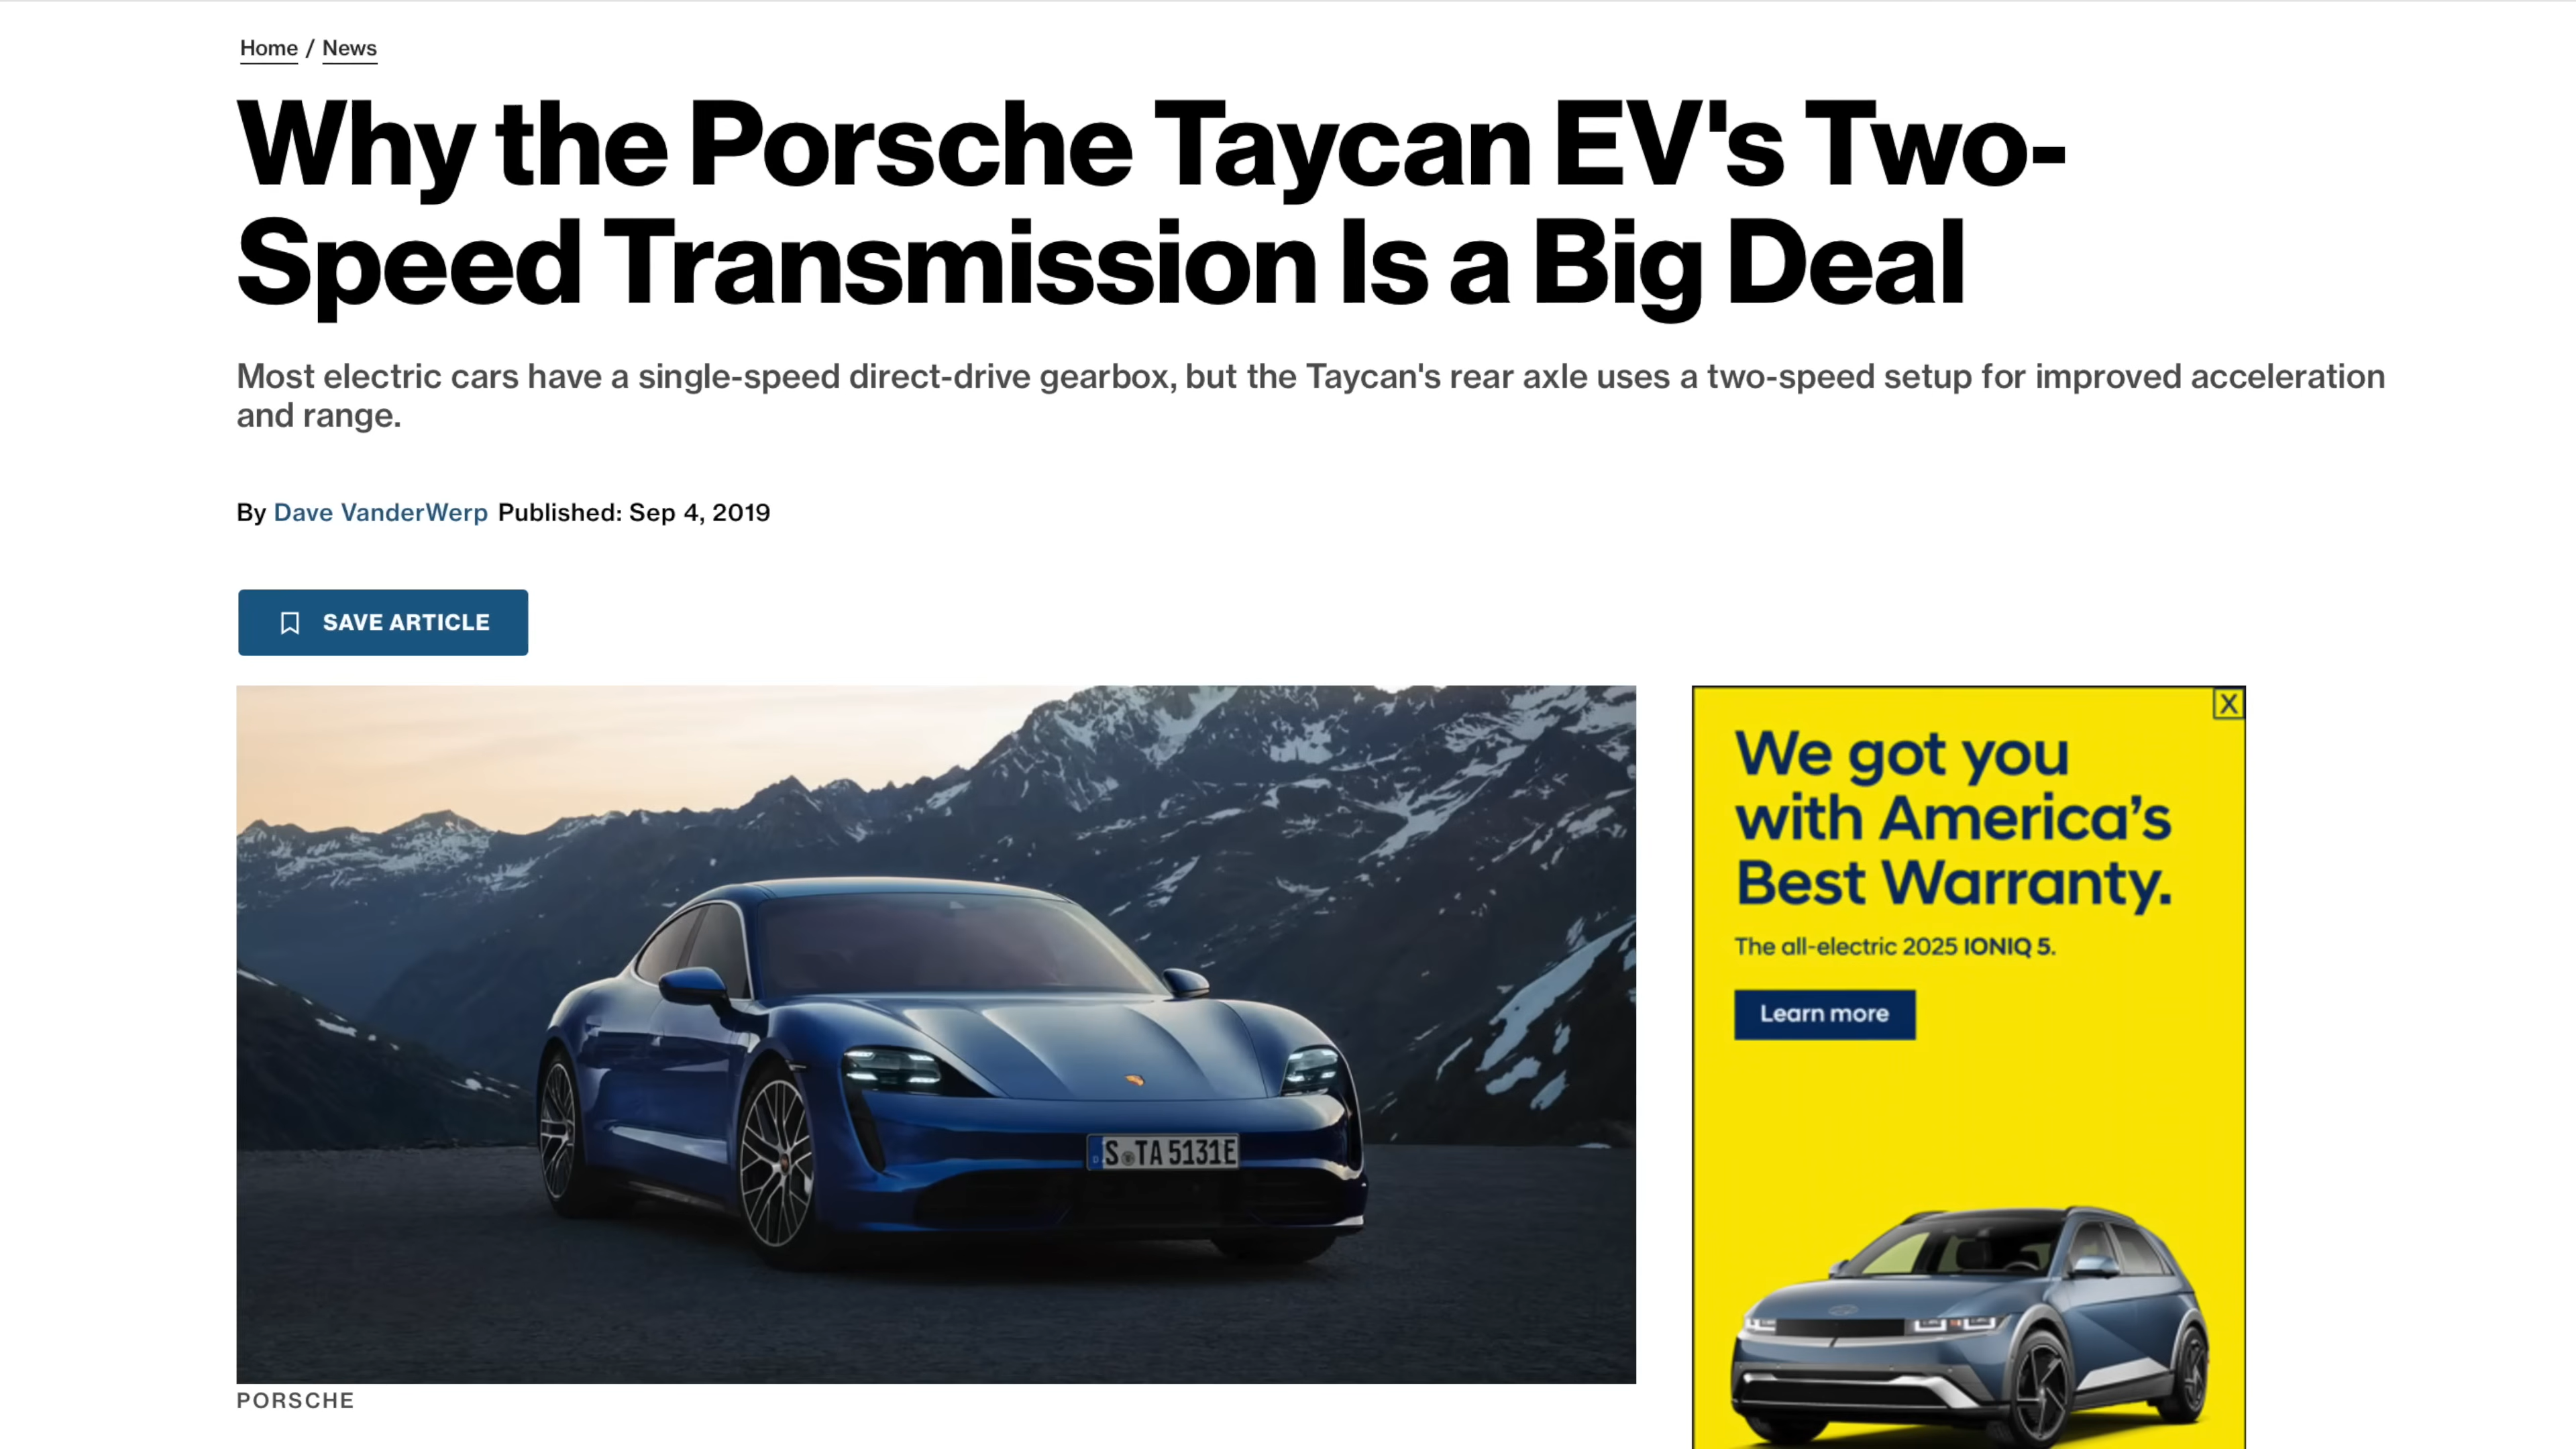 Home / News
Why the Porsche Taycan EV's Two-
Speed Transmission Is a Big Deal
Most electric cars have a single-speed direct-drive gearbox, but the Taycan's rear axle uses a two-speed setup for improved acceleration
and range.
By Dave VanderWerp Published: Sep 4, 2019
SAVE ARTICLE
S TA 5131E
PORSCHE
X
We got you
with America's
Best Warranty.
The all-electric 2025 IONIQ 5.
Learn more